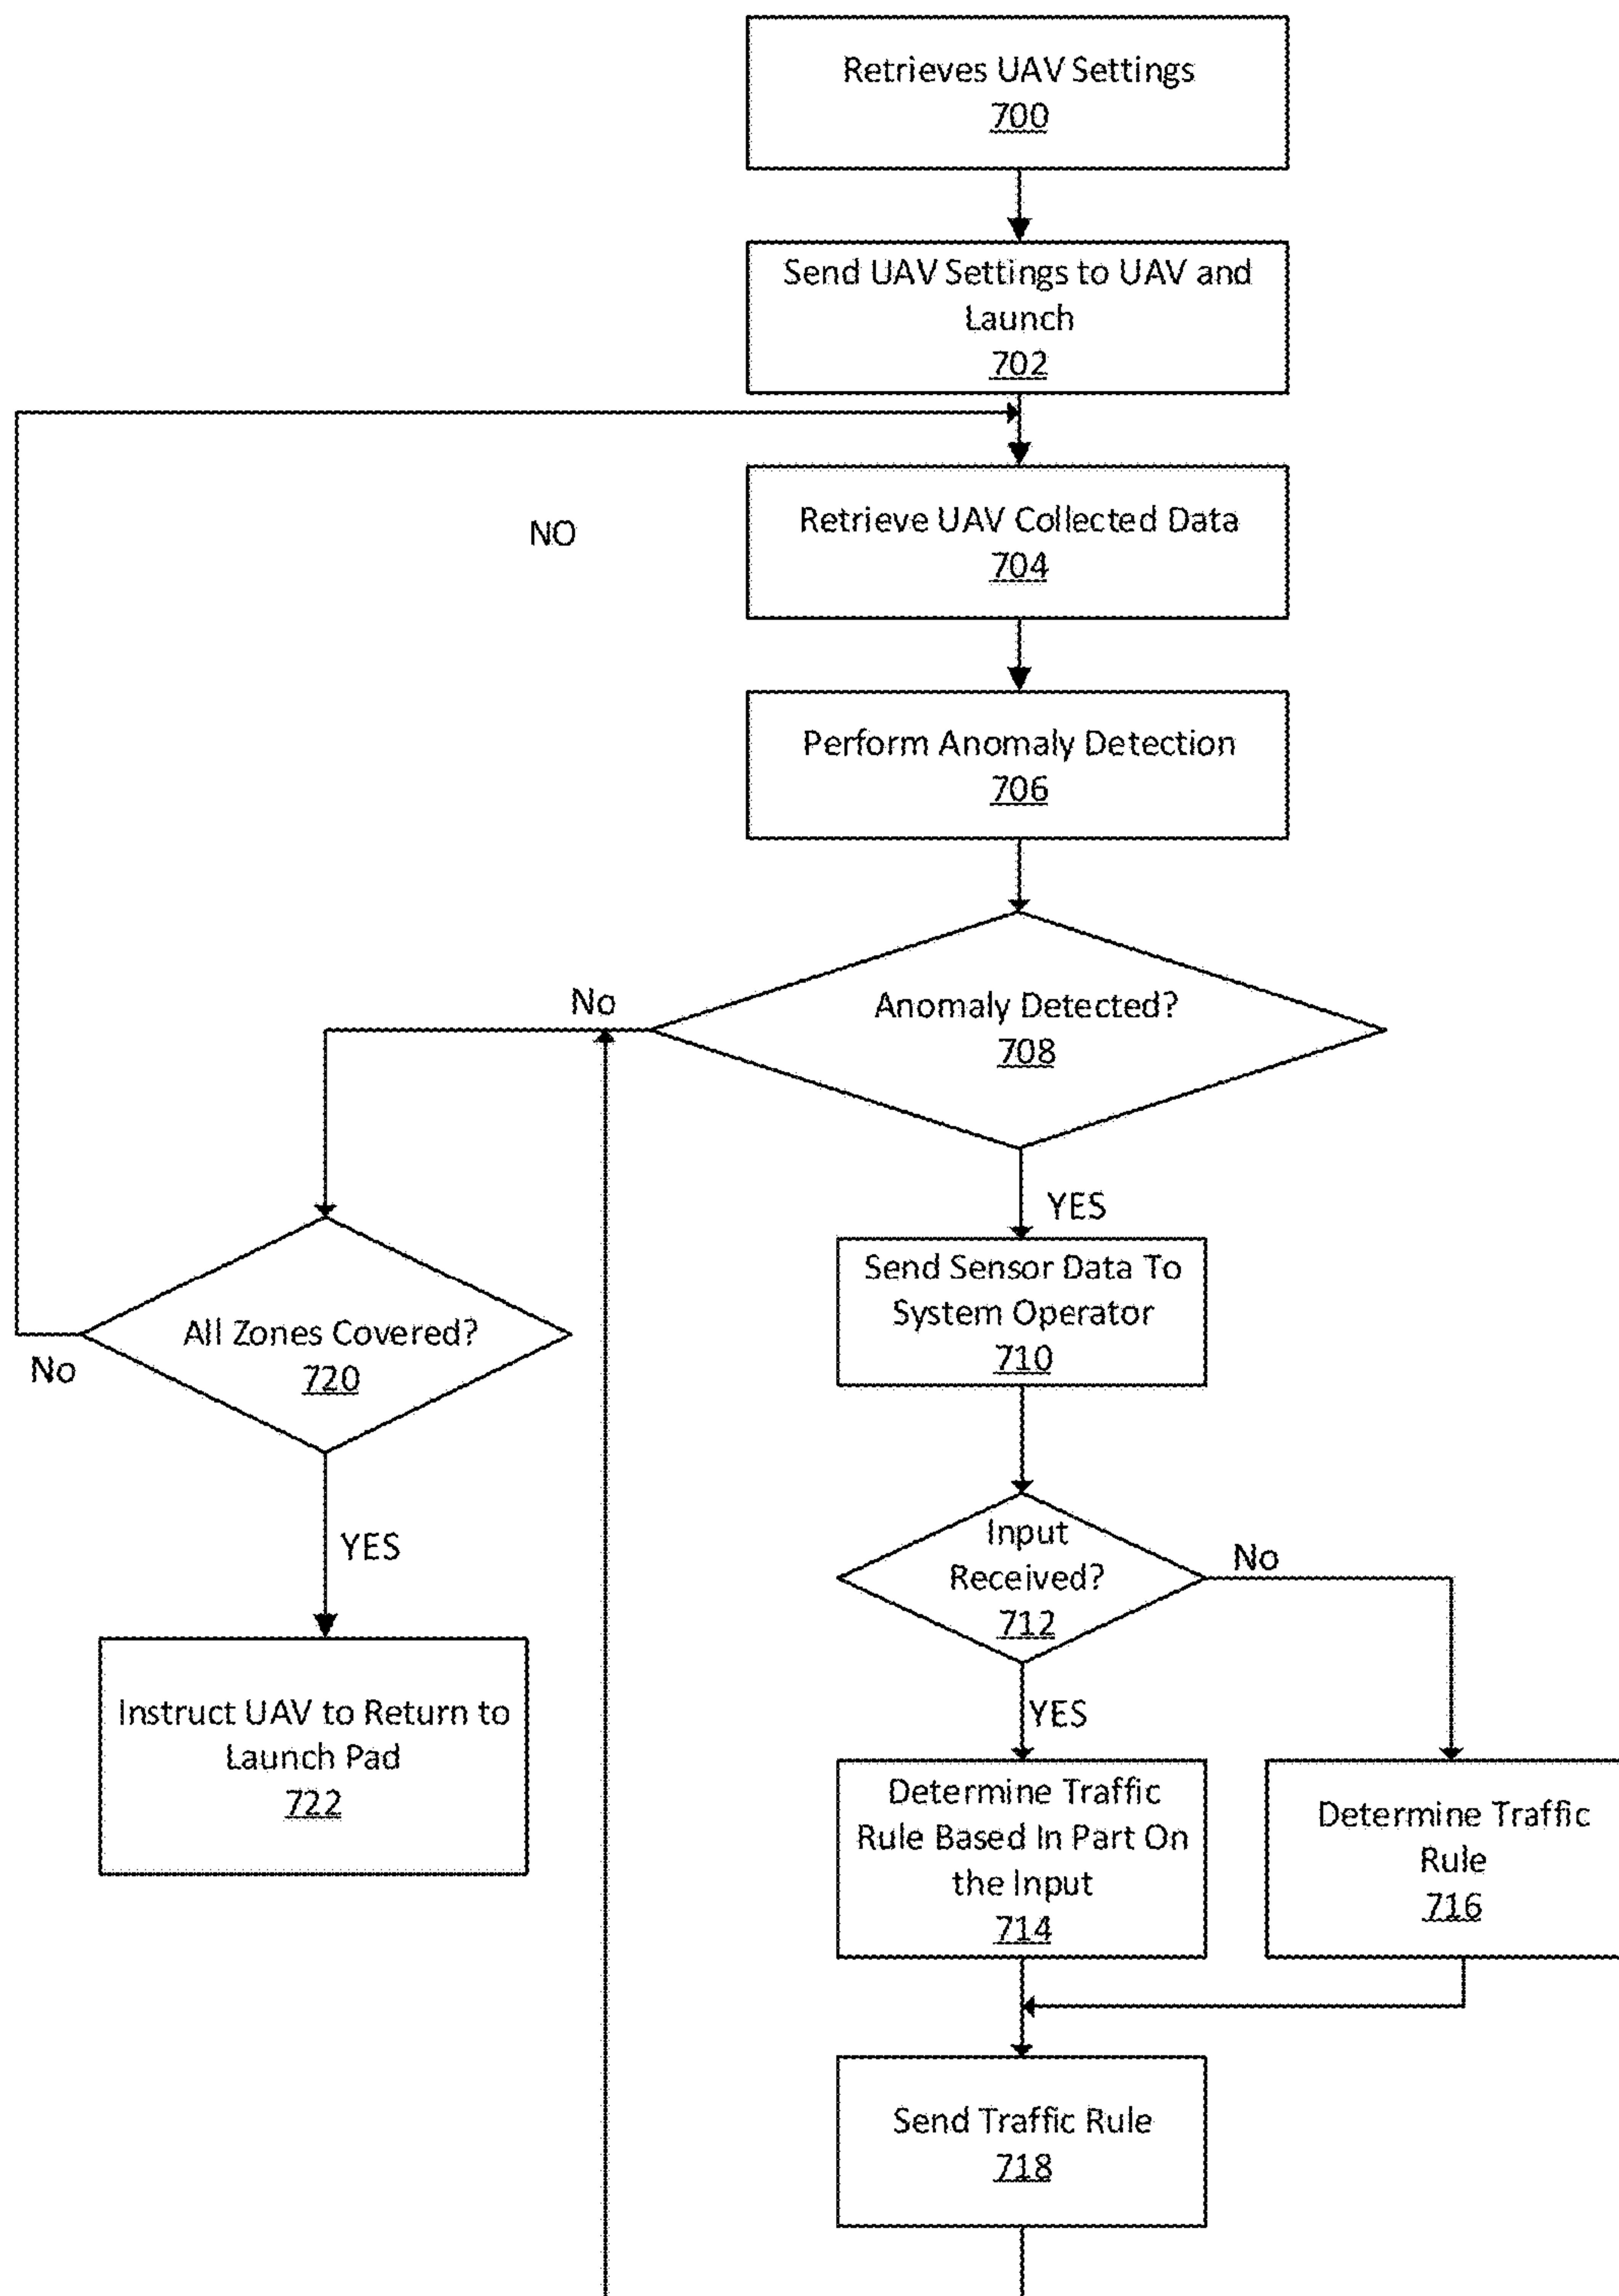 Retrieves UAV Settings
700
Send UAV Settings to UAV and
Launch
702
NO
Retrieve UAV Collected Data
704
Perform Anomaly Detection
706
No
Anomaly Detected?
708
YES
Send Sensor Data To
System Operator
710
All Zones Covered?
720
No
YES
Instruct UAV to Return to
Launch Pad
722
Input
Received?
712
No
YES
Determine Traffic
Rule Based In Part On
the Input
714
Determine Traffic
Rule
716
Send Traffic Rule
718